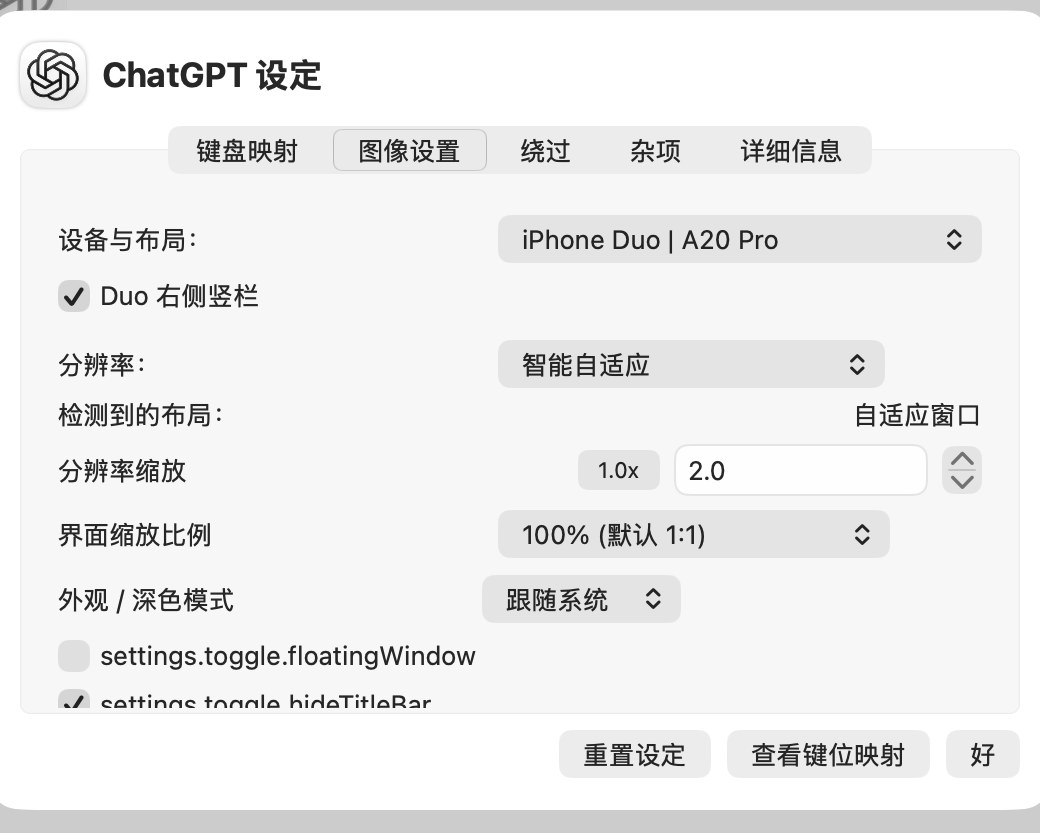 ChatGPT 设定
键盘映射 图像设置 绕过 杂项 详细信息
设备与布局： iPhone Duo | A20 Pro
Duo 右侧竖栏
分辨率： 智能自适应
检测到的布局： 自适应窗口
分辨率缩放 1.0x 2.0
界面缩放比例 100% (默认 1:1)
外观 / 深色模式 跟随系统
settings.toggle.floatingWindow
settings.toggle.hideTitleBar
重置设定 查看键位映射 好